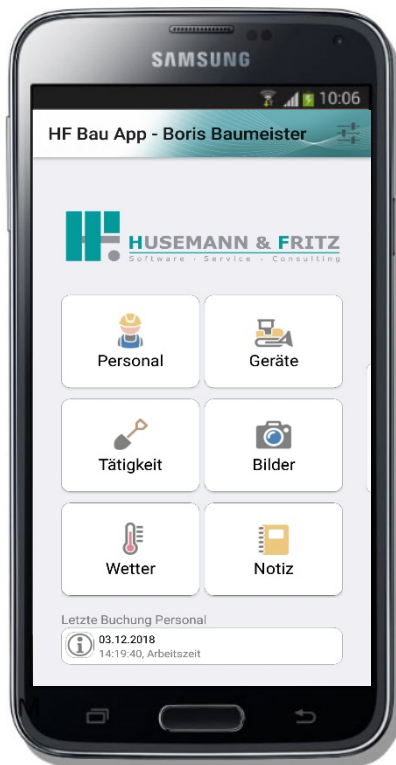 SAMSUNG
10:06
HF Bau App - Boris Baumeister
HUSEMANN & FRITZ
Software · Service · Consulting
Personal
Geräte
Tätigkeit
Bilder
Wetter
Notiz
Letzte Buchung Personal
03.12.2018
14:19:40, Arbeitszeit
M